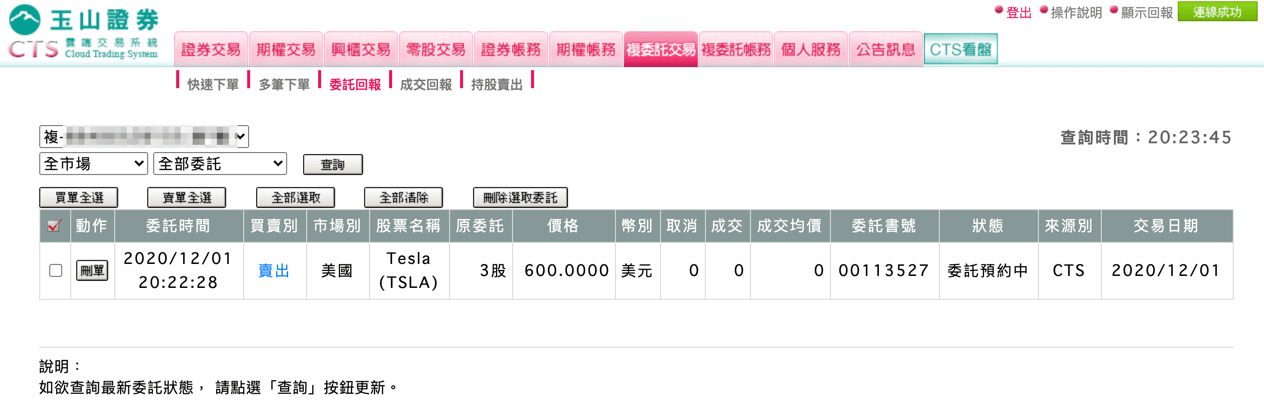 玉山證券
CTS 雲端交易系統
Cloud Trading System
登出 操作說明 顯示回報 連線成功
證券交易 期權交易 興櫃交易 零股交易 證券帳務 期權帳務 複委託交易 複委託帳務 個人服務 公告訊息 CTS看盤
快速下單 多筆下單 委託回報 成交回報 持股賣出
複-
查詢時間：20:23:45
全市場 全部委託 查詢
買單全選 賣單全選 全部選取 全部清除 刪除選取委託
動作 委託時間 買賣別 市場別 股票名稱 原委託 價格 幣別 取消 成交 成交均價 委託書號 狀態 來源別 交易日期
刪單 2020/12/01 20:22:28 賣出 美國 Tesla (TSLA) 3股 600.0000 美元 0 0 0 00113527 委託預約中 CTS 2020/12/01
說明：
如欲查詢最新委託狀態， 請點選「查詢」按鈕更新。